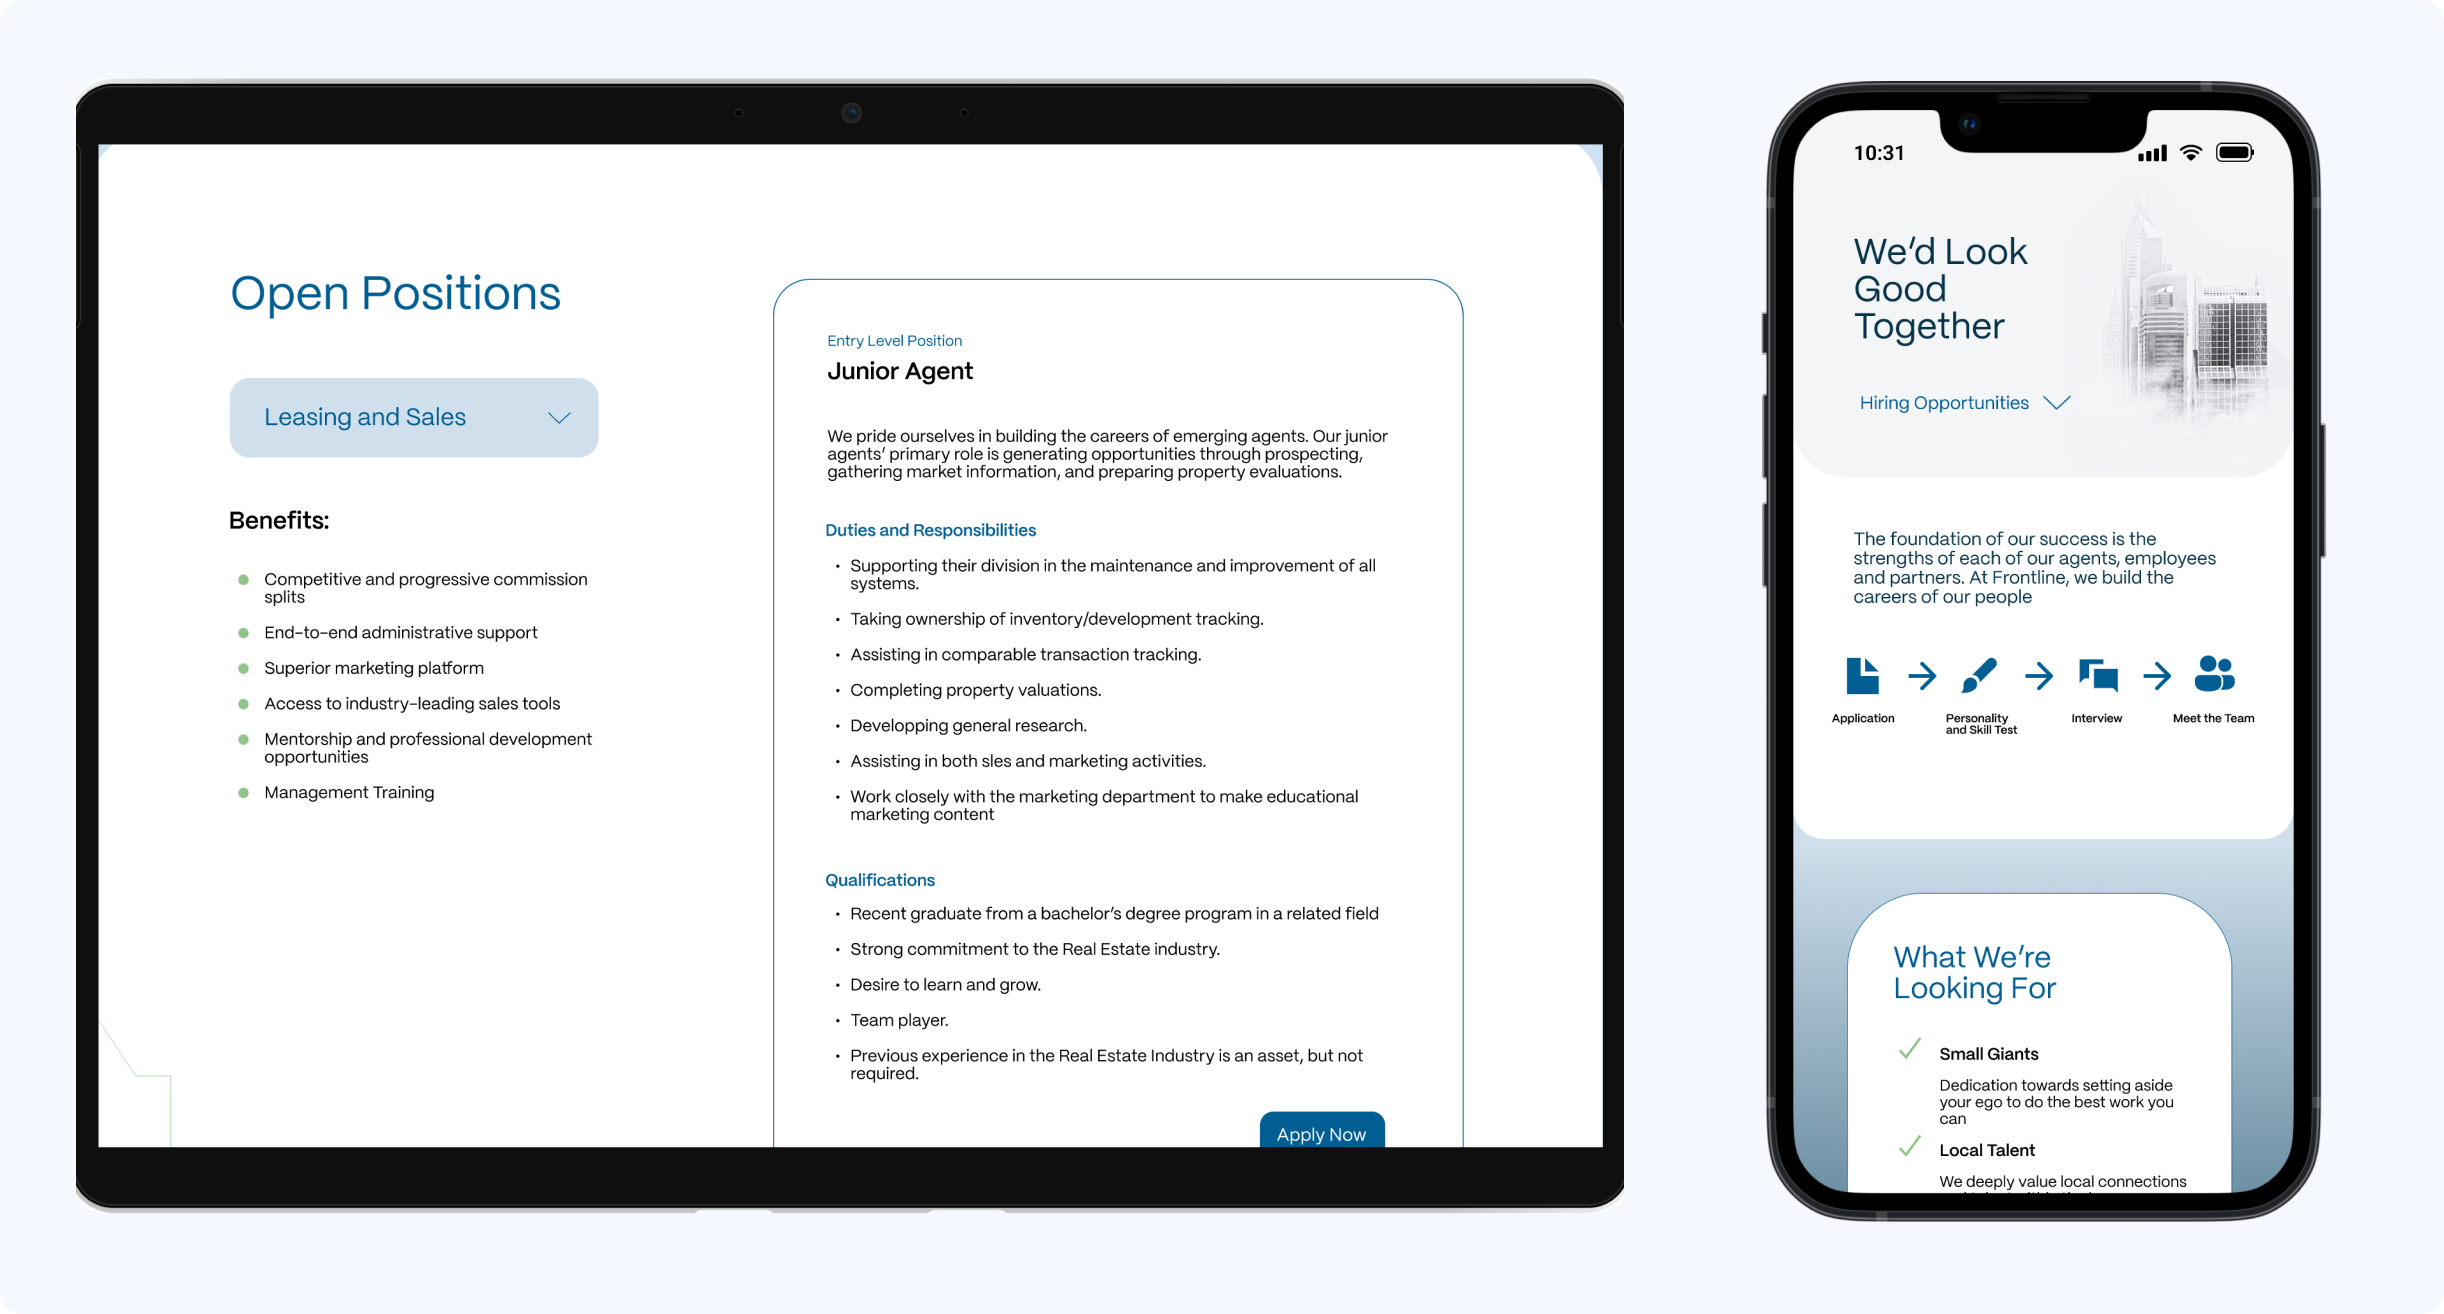 Open Positions
Leasing and Sales
Benefits:
Competitive and progressive commission
splits
End-to-end administrative support
Superior marketing platform
Access to industry-leading sales tools
Mentorship and professional development
opportunities
Management Training
Entry Level Position
Junior Agent
We pride ourselves in building the careers of emerging agents. Our junior
agents' primary role is generating opportunities through prospecting,
gathering market information, and preparing property evaluations.
Duties and Responsibilities
• Supporting their division in the maintenance and improvement of all
systems.
• Taking ownership of inventory/development tracking.
• Assisting in comparable transaction tracking.
• Completing property valuations.
• Developping general research.
• Assisting in both sles and marketing activities.
• Work closely with the marketing department to make educational
marketing content
Qualifications
• Recent graduate from a bachelor's degree program in a related field
• Strong commitment to the Real Estate industry.
• Desire to learn and grow.
• Team player.
• Previous experience in the Real Estate Industry is an asset, but not
required.
Apply Now
10:31
We'd Look
Good
Together
Hiring Opportunities
The foundation of our success is the
strengths of each of our agents, employees
and partners. At Frontline, we build the
careers of our people
Application
Personality
and Skill Test
Interview
Meet the Team
What We're
Looking For
Small Giants
Dedication towards setting aside
your ego to do the best work you
can
Local Talent
We deeply value local connections